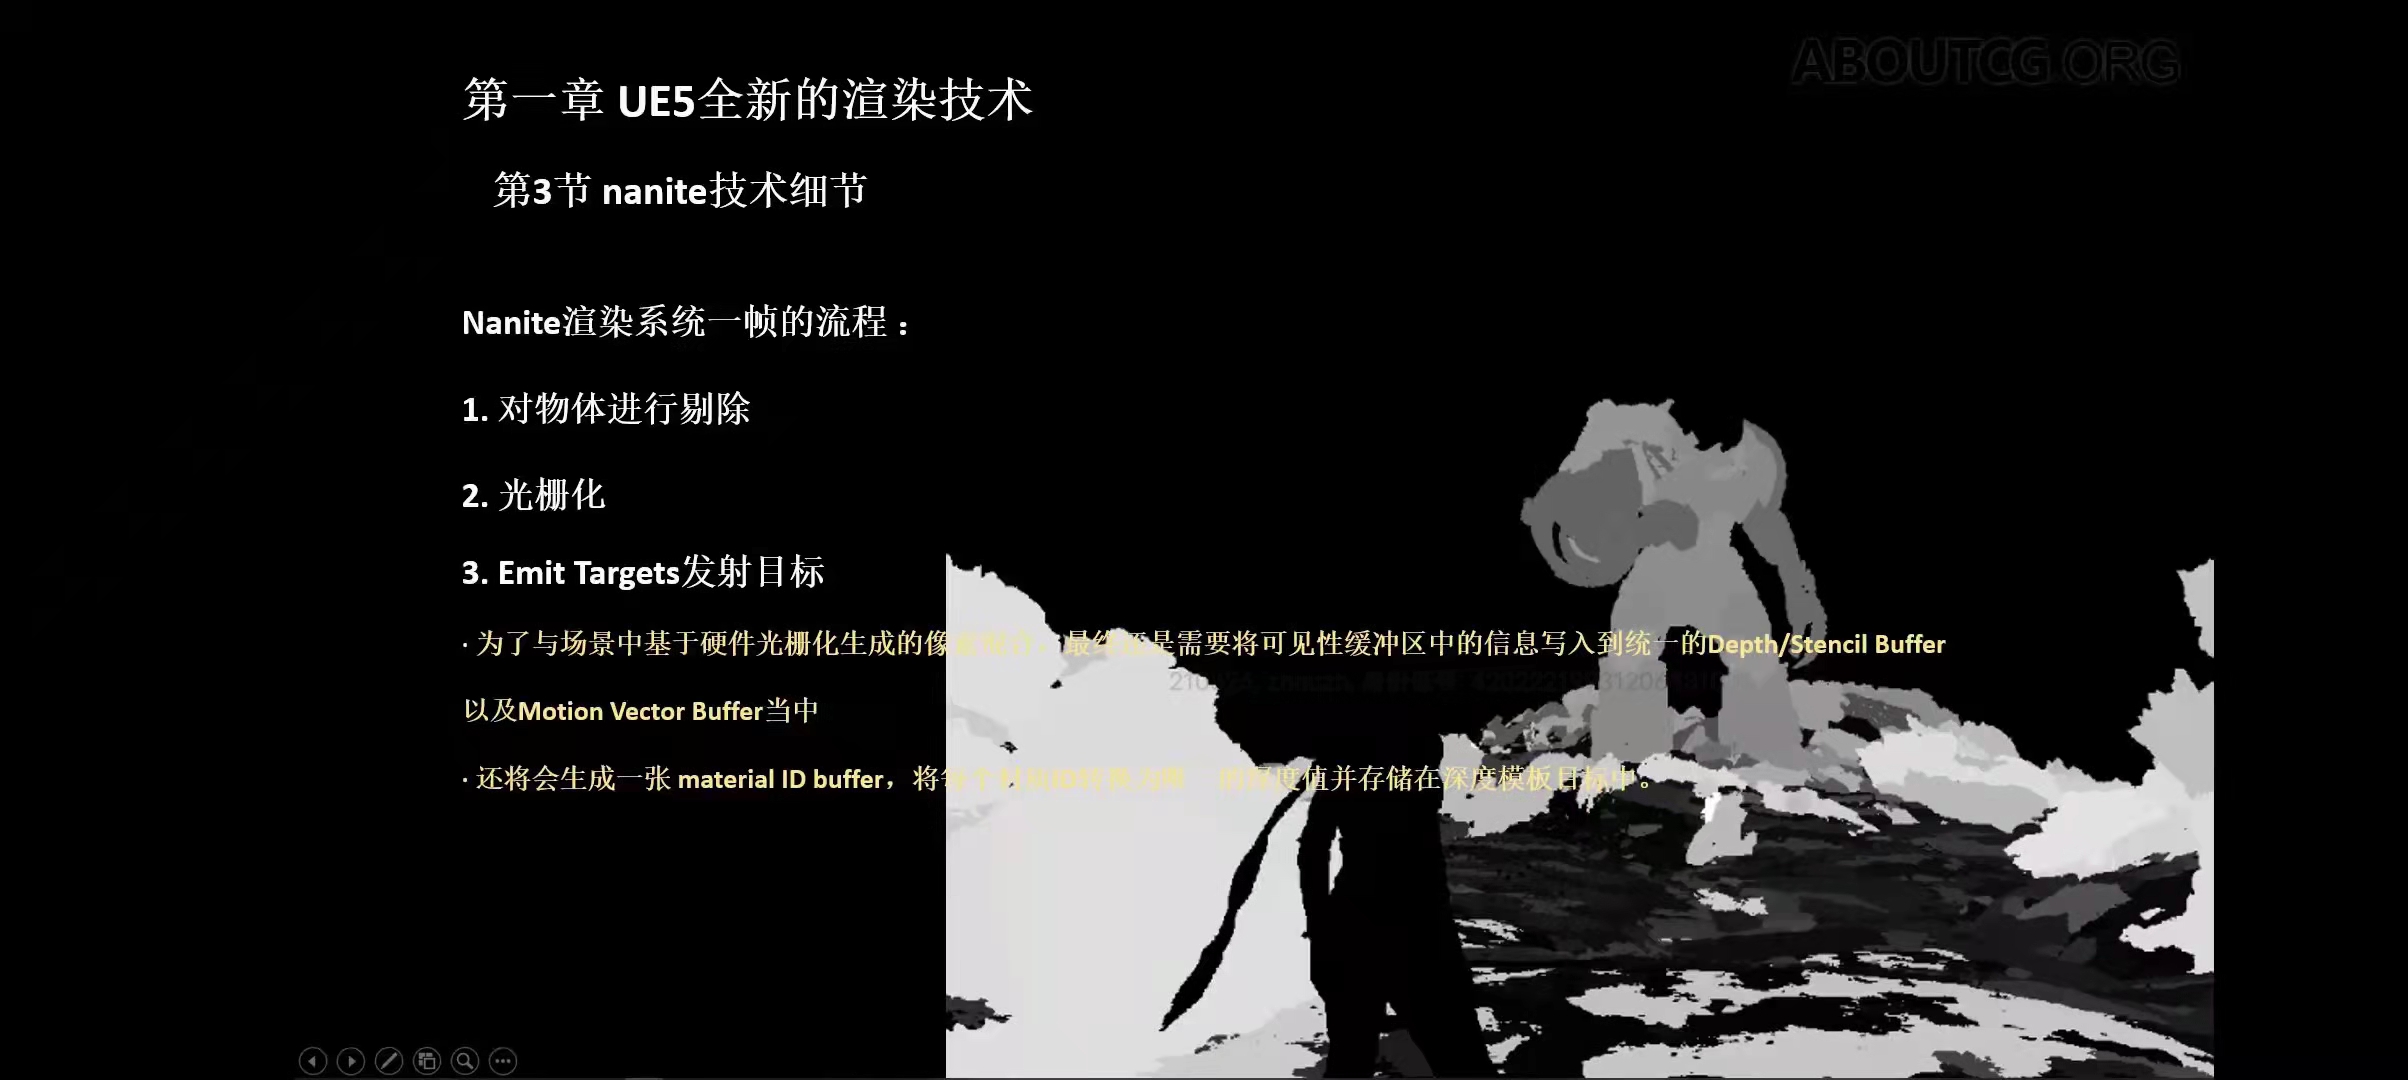 ABOUTCG.ORG
第一章 UE5全新的渲染技术
第3节 nanite技术细节
Nanite渲染系统一帧的流程：
1. 对物体进行剔除
2. 光栅化
3. Emit Targets发射目标
· 为了与场景中基于硬件光栅化生成的像 最终 是需要将可见性缓冲区中的信息写入到统一的Depth/Stencil Buffer
以及Motion Vector Buffer当中
· 还将会生成一张 material ID buffer，将每个 度值并存储在深度模板目标中。